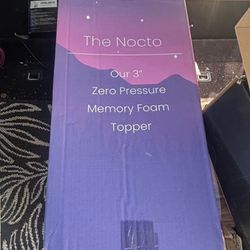 The Nocto
Our 3"
Zero Pressure
Memory Foam
Topper